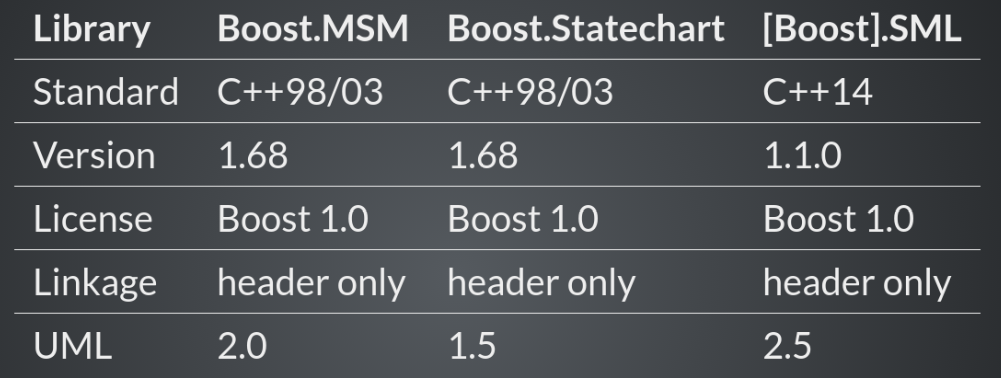 Library Boost.MSM Boost.Statechart [Boost].SML
Standard C++98/03 C++98/03 C++14
Version 1.68 1.68 1.1.0
License Boost 1.0 Boost 1.0 Boost 1.0
Linkage header only header only header only
UML 2.0 1.5 2.5